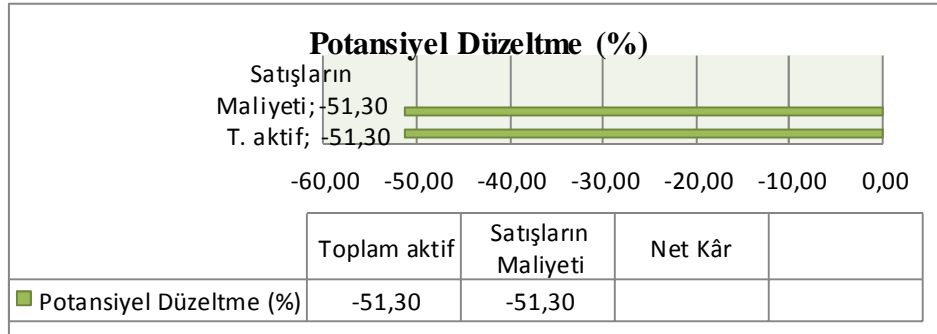 Potansiyel Düzeltme (%)
Satışların
Maliyeti; -51,30
T. aktif; -51,30
-60,00 -50,00 -40,00 -30,00 -20,00 -10,00 0,00
Toplam aktif Satışların Maliyeti Net Kâr
Potansiyel Düzeltme (%) -51,30 -51,30